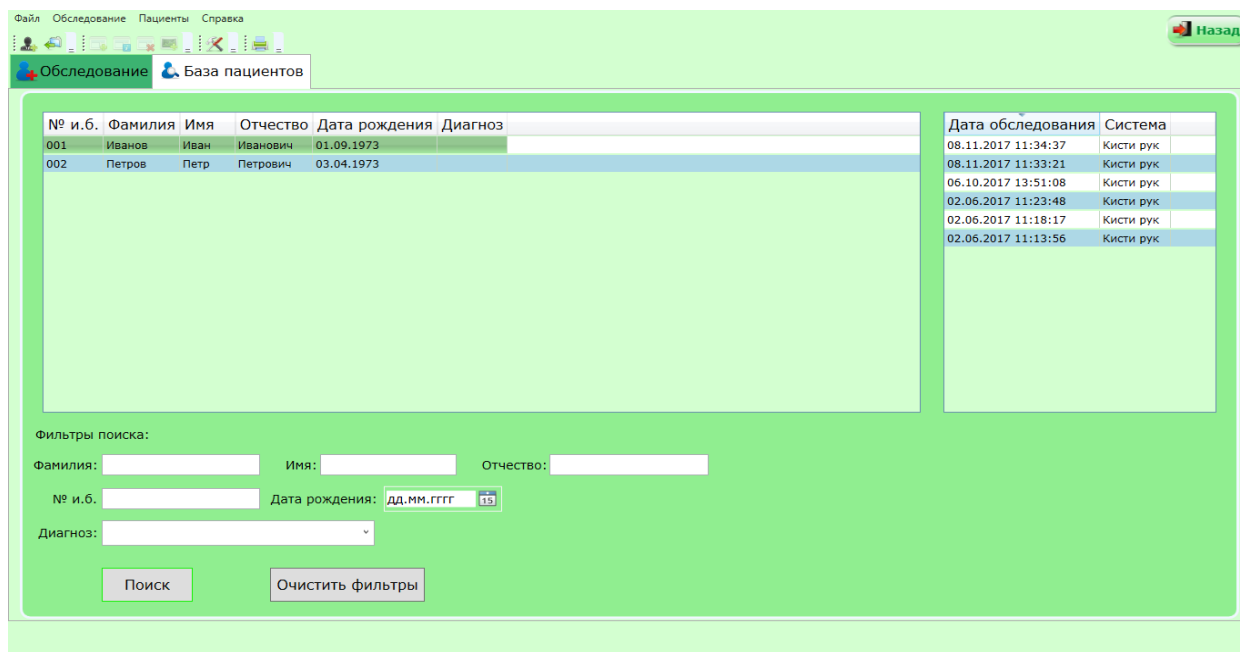 Файл Обследование Пациенты Справка
Назад
Обследование База пациентов
№ и.б. Фамилия Имя Отчество Дата рождения Диагноз
001 Иванов Иван Иванович 01.09.1973
002 Петров Петр Петрович 03.04.1973
Дата обследования Система
08.11.2017 11:34:37 Кисти рук
08.11.2017 11:33:21 Кисти рук
06.10.2017 13:51:08 Кисти рук
02.06.2017 11:23:48 Кисти рук
02.06.2017 11:18:17 Кисти рук
02.06.2017 11:13:56 Кисти рук
Фильтры поиска:
Фамилия: Имя: Отчество:
№ и.б. Дата рождения: дд.мм.гггг 15
Диагноз:
Поиск Очистить фильтры